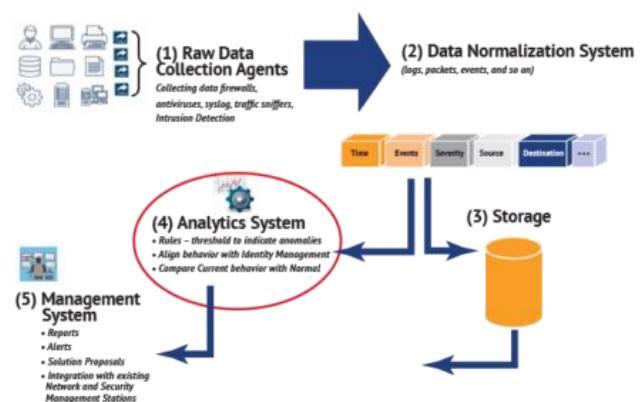 (1) Raw Data
Collection Agents
Collecting data firewalls,
antiviruses, syslog, traffic sniffers,
Intrusion Detection
(2) Data Normalization System
(logs, packets, events, and so on)
Time
Events
Severity
Source
Destination
•••
(3) Storage
(4) Analytics System
• Rules – threshold to indicate anomalies
• Align behavior with Identity Management
• Compare Current behavior with Normal
(5) Management
System
• Reports
• Alerts
• Solution Proposals
• Integration with existing
Network and Security
Management Stations